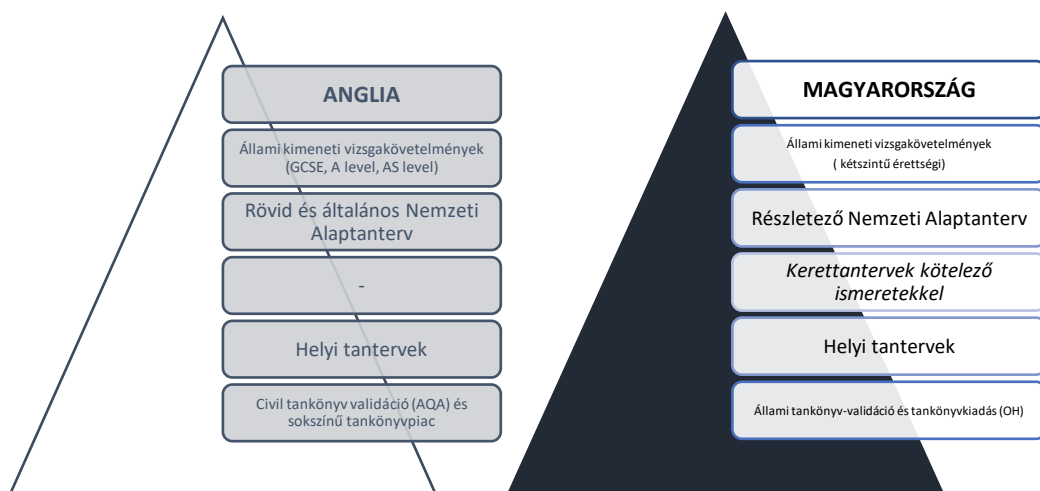 ANGLIA
Állami kimeneti vizsgakövetelmények
(GCSE, A level, AS level)
Rövid és általános Nemzeti
Alaptanterv
-
Helyi tantervek
Civil tankönyv validáció (AQA) és
sokszínű tankönyvpiac
MAGYARORSZÁG
Állami kimeneti vizsgakövetelmények
( kétszintű érettségi)
Részletező Nemzeti Alaptanterv
Kerettantervek kötelező
ismeretekkel
Helyi tantervek
Állami tankönyv-validáció és tankönyvkiadás (OH)